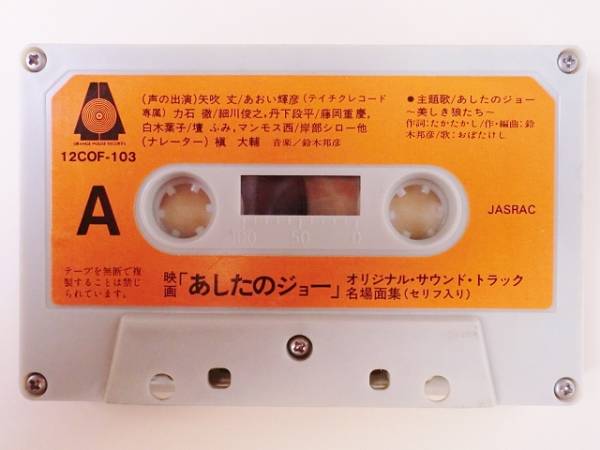 ORANGE HOUSE RECORDS
12COF-103
(声の出演)矢吹 丈/あおい輝彦(テイチクレコード
専属) 力石 徹/細川俊之,丹下段平/藤岡重慶,
白木葉子/壇 ふみ,マンモス西/岸部シロー他
(ナレーター) 槇 大輔 音楽/鈴木邦彦
●主題歌/あしたのジョー
〜美しき狼たち〜
作詞:たかたかし/作・編曲:鈴
木邦彦/歌:おぼたけし
A
100 50 0
JASRAC
テープを無断で複
製することは禁じ
られています。
映画「あしたのジョー」オリジナル・サウンド・トラック
名場面集(セリフ入り)